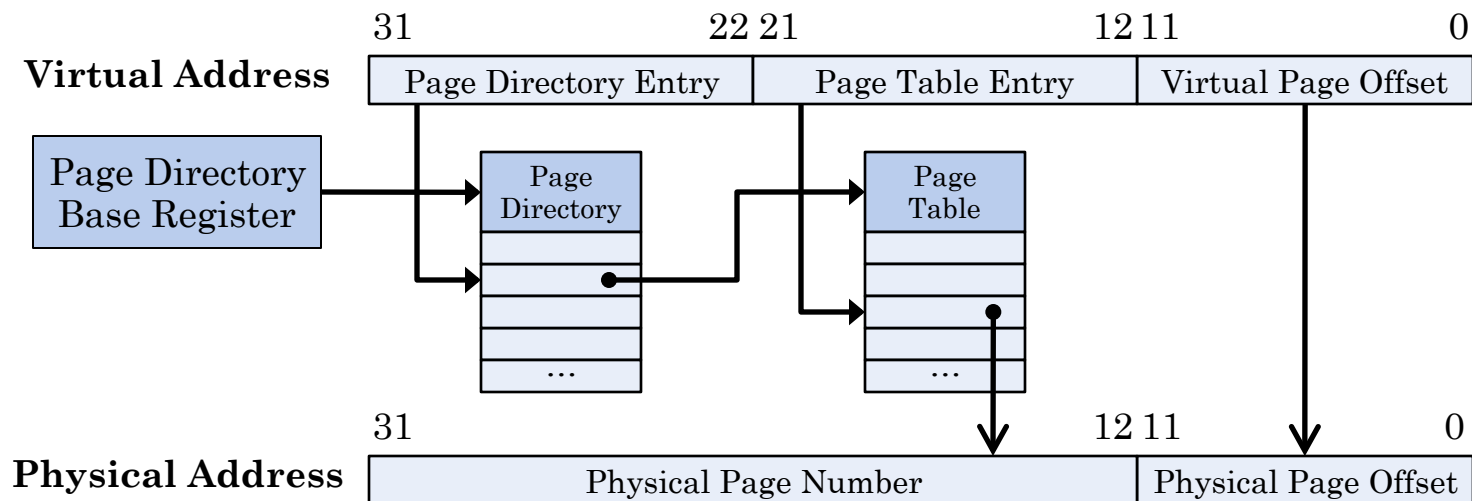 31 22 21 12 11 0
Virtual Address Page Directory Entry Page Table Entry Virtual Page Offset
Page Directory
Base Register
Page
Directory
...
Page
Table
...
31 12 11 0
Physical Address Physical Page Number Physical Page Offset